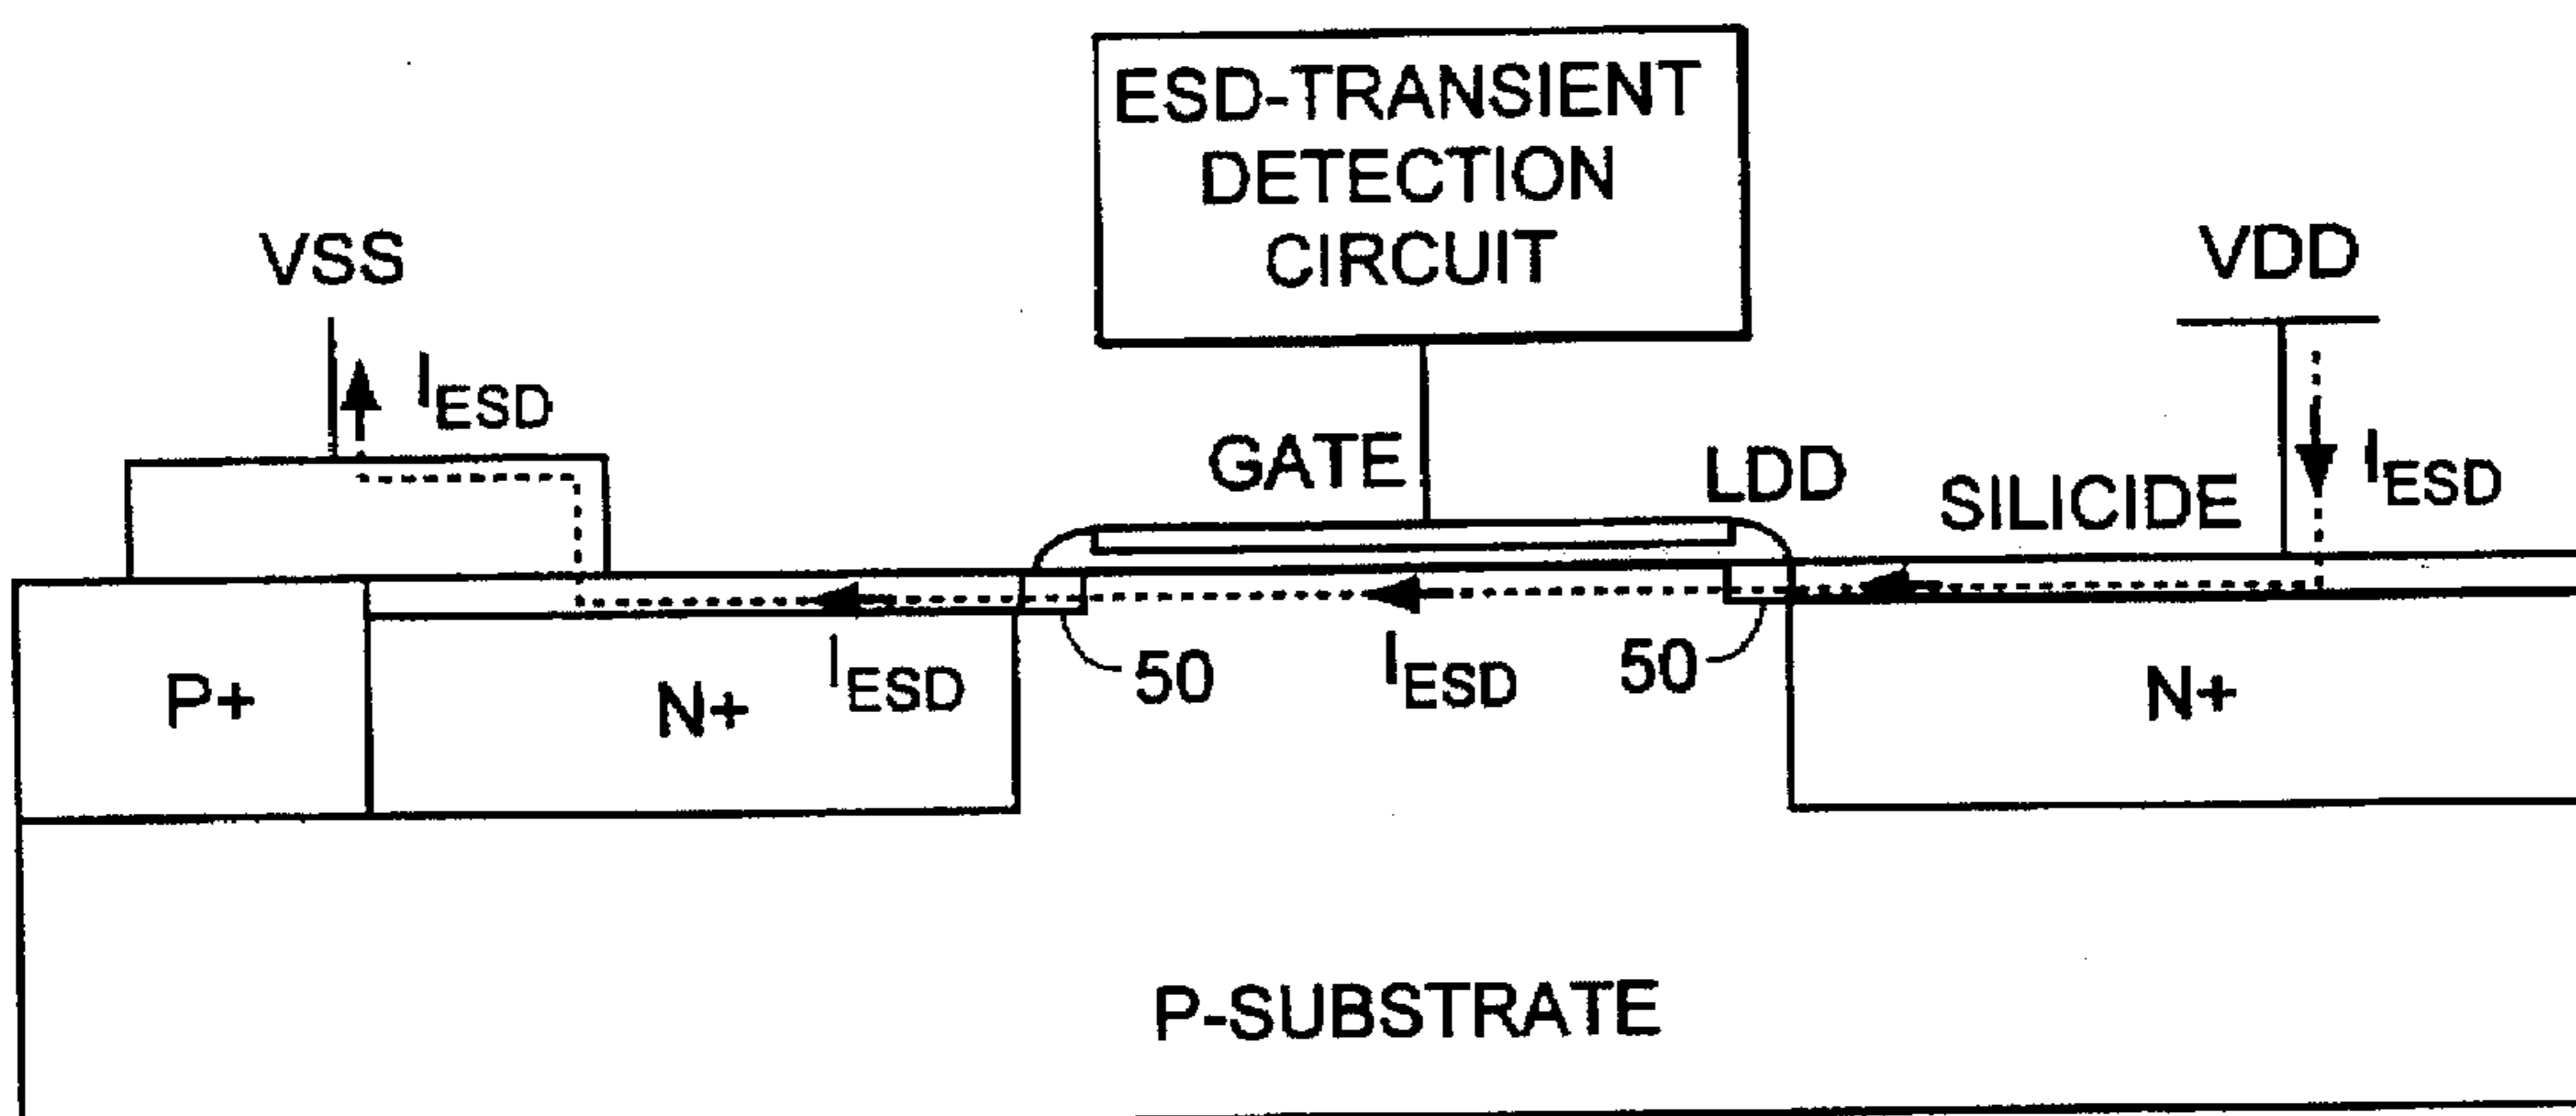 ESD-TRANSIENT
DETECTION
CIRCUIT
VSS
VDD
IESD
GATE
LDD
SILICIDE
IESD
P+
N+
IESD
50
IESD
50
N+
P-SUBSTRATE